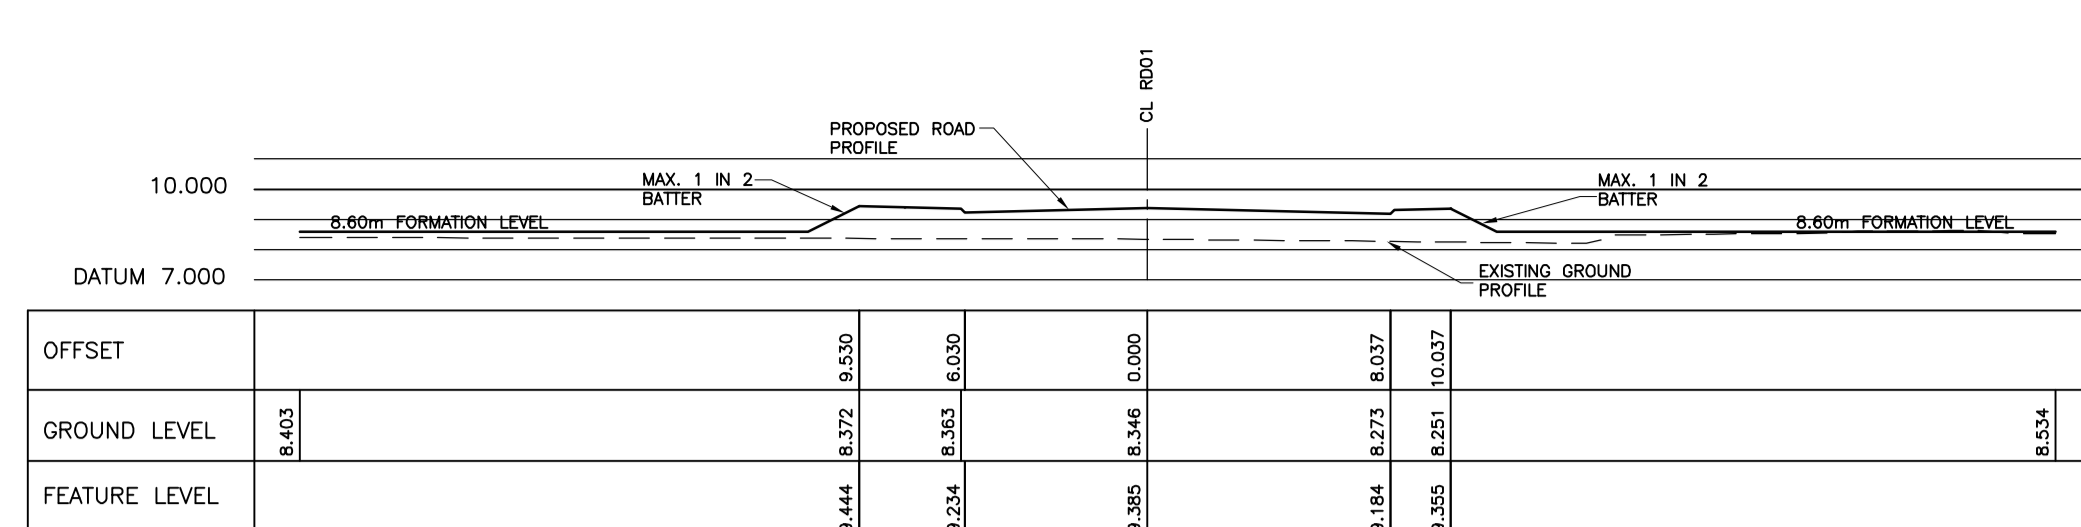 CL RD01
PROPOSED ROAD
PROFILE
10.000
MAX. 1 IN 2
BATTER
MAX. 1 IN 2
BATTER
8.60m FORMATION LEVEL
8.60m FORMATION LEVEL
DATUM 7.000
EXISTING GROUND
PROFILE
OFFSET 9.530 6.030 0.000 8.037 10.037
GROUND LEVEL 8.403 8.372 8.363 8.346 8.273 8.251 8.534
FEATURE LEVEL 9.444 9.234 9.385 9.184 9.355